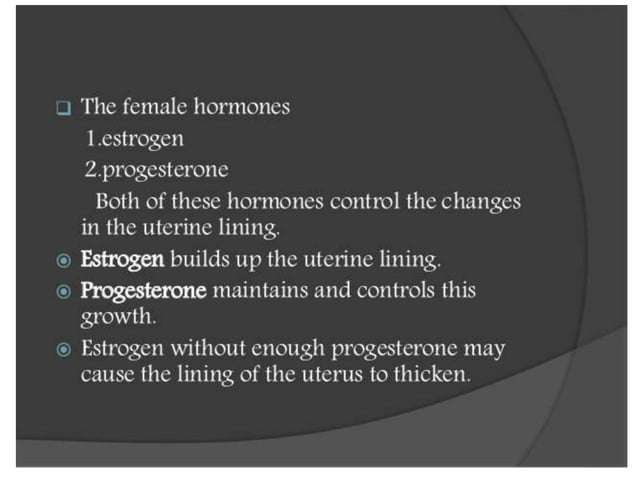 The female hormones
1.estrogen
2.progesterone
Both of these hormones control the changes
in the uterine lining.
Estrogen builds up the uterine lining.
Progesterone maintains and controls this
growth.
Estrogen without enough progesterone may
cause the lining of the uterus to thicken.